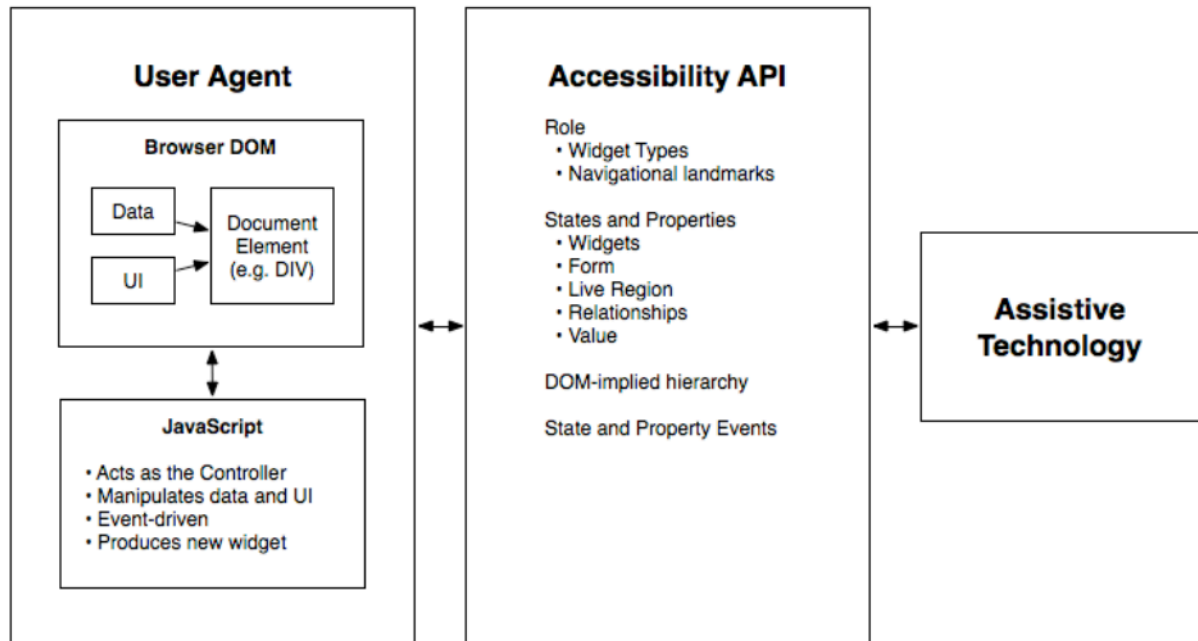 User Agent
Browser DOM
Data
UI
Document
Element
(e.g. DIV)
JavaScript
• Acts as the Controller
• Manipulates data and UI
• Event-driven
• Produces new widget
Accessibility API
Role
• Widget Types
• Navigational landmarks
States and Properties
• Widgets
• Form
• Live Region
• Relationships
• Value
DOM-implied hierarchy
State and Property Events
Assistive
Technology